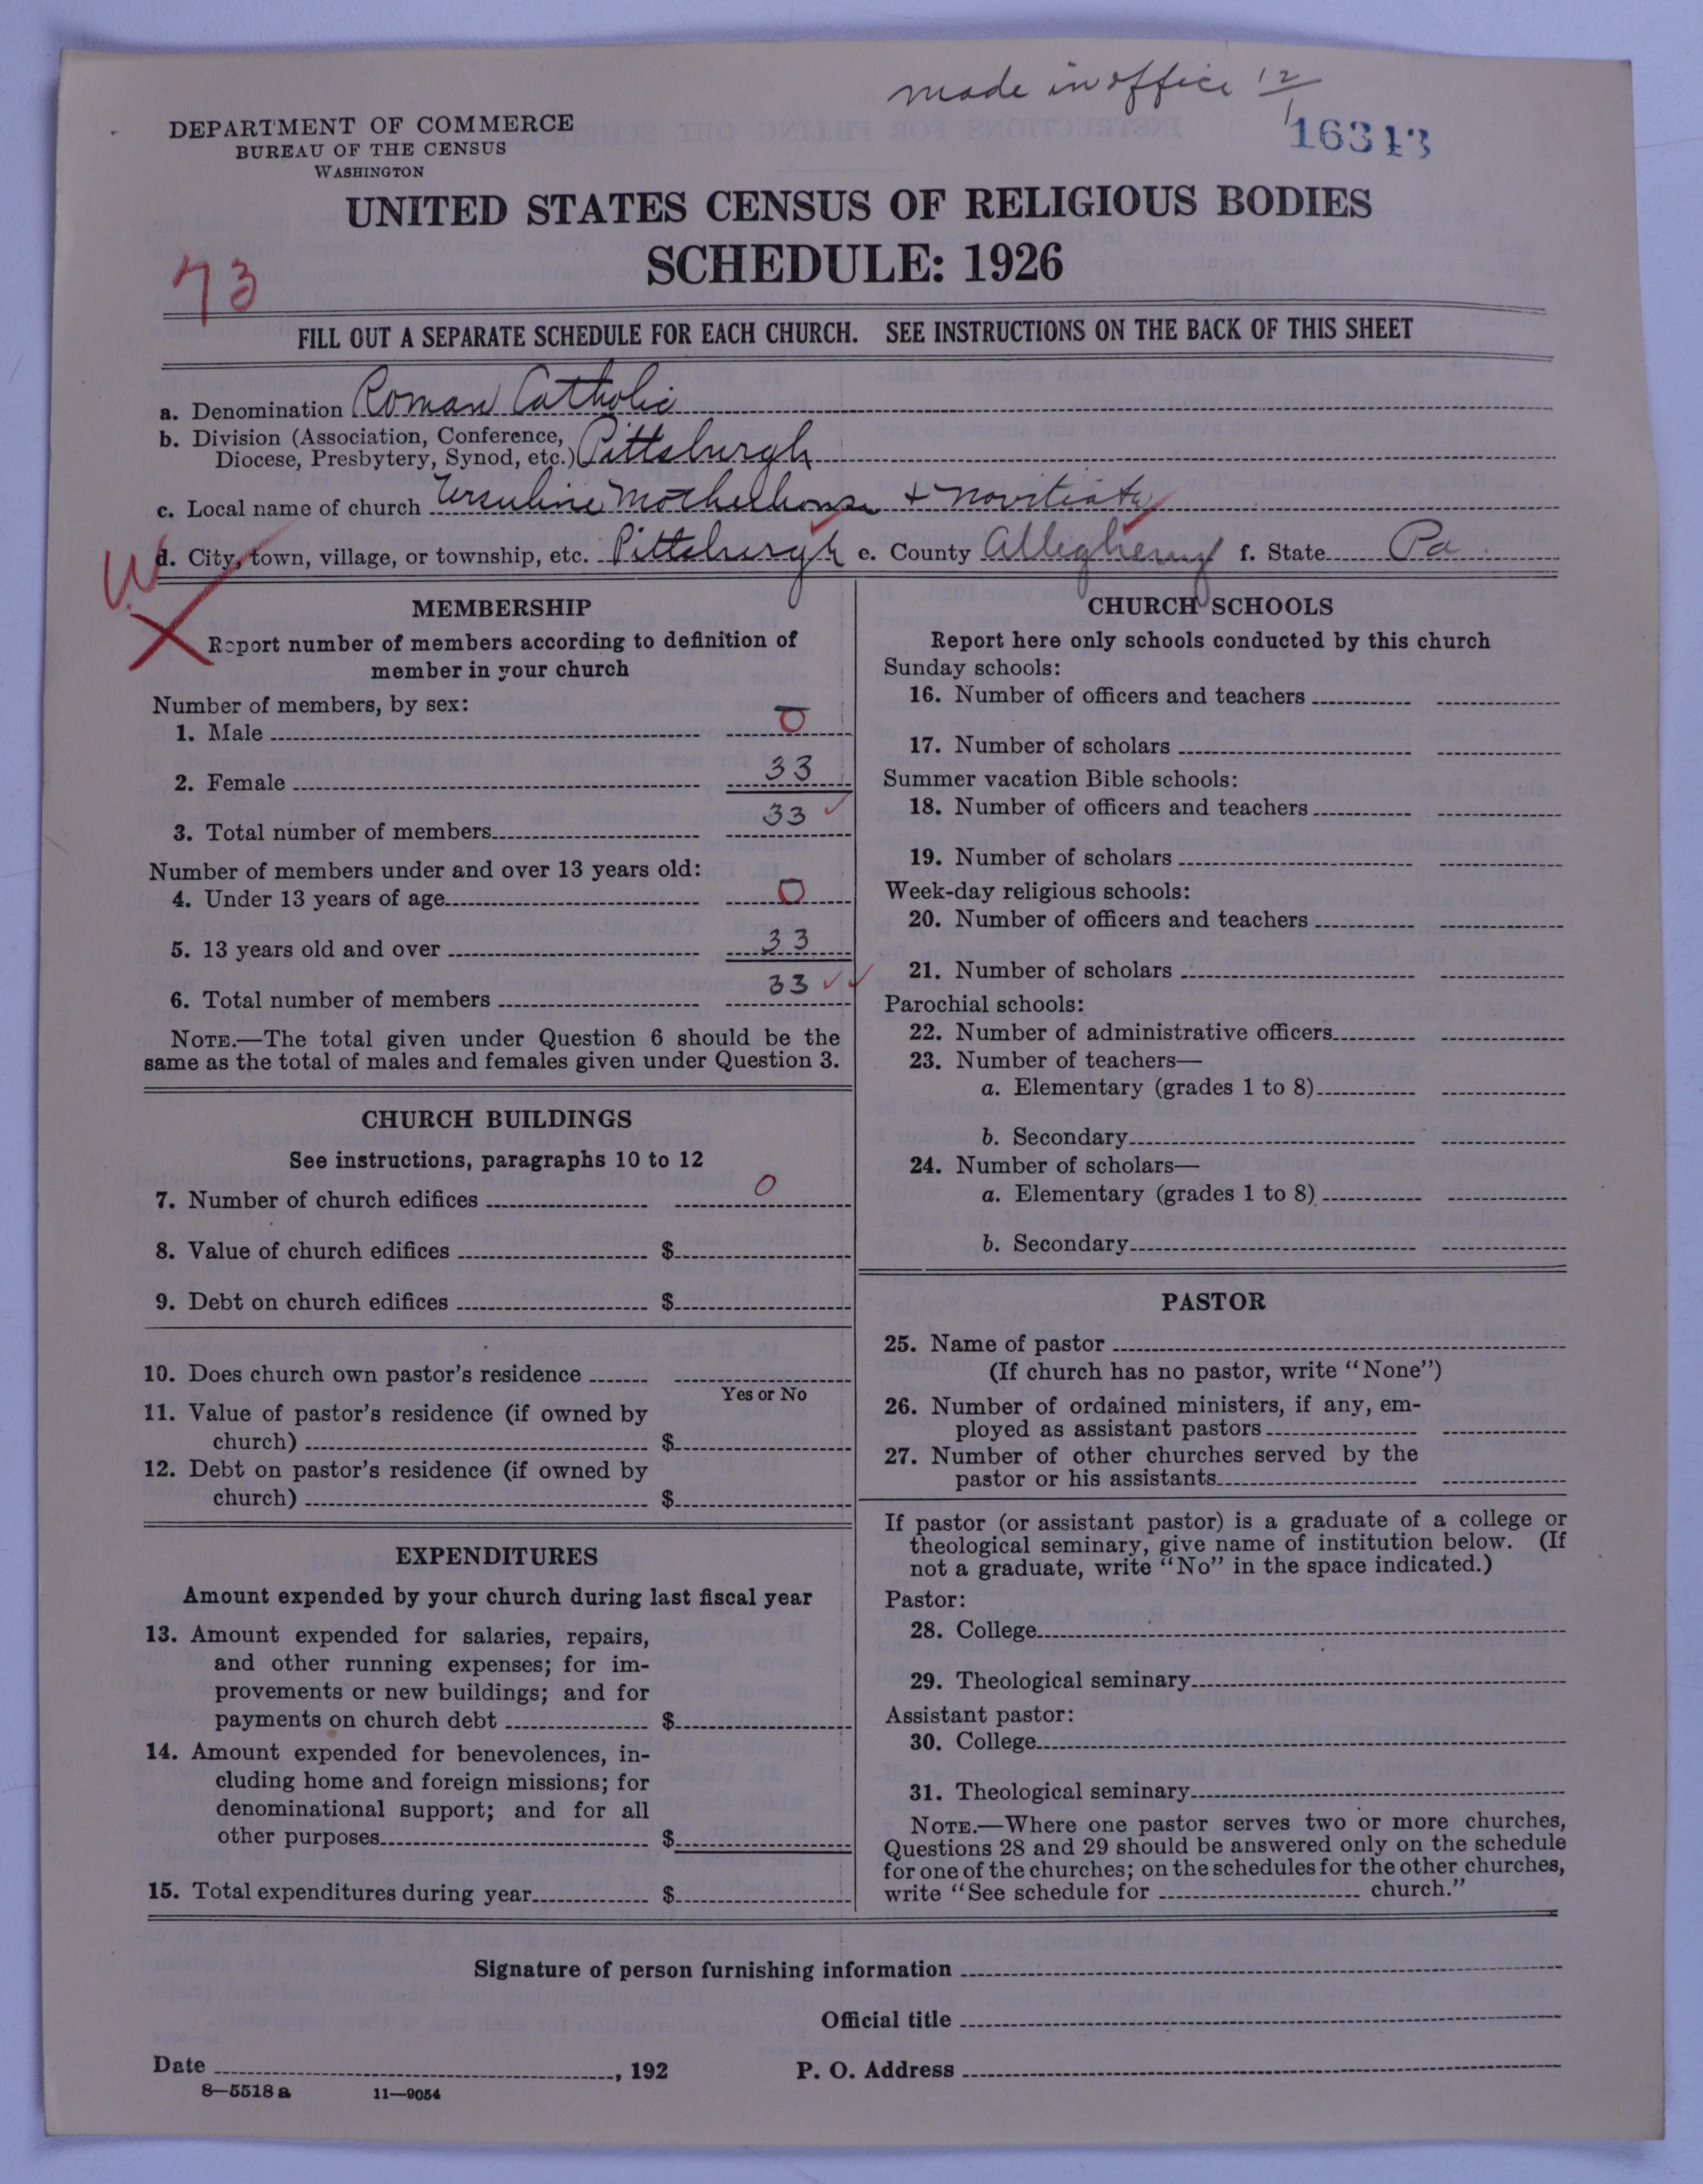 made in office 12/1
16313
DEPARTMENT OF COMMERCE
BUREAU OF THE CENSUS
WASHINGTON
UNITED STATES CENSUS OF RELIGIOUS BODIES
SCHEDULE: 1926
73
FILL OUT A SEPARATE SCHEDULE FOR EACH CHURCH. SEE INSTRUCTIONS ON THE BACK OF THIS SHEET
a. Denomination Roman Catholic
b. Division (Association, Conference,
Diocese, Presbytery, Synod, etc.) Pittsburgh
c. Local name of church Ursuline Motherhouse + Novitiate
W
d. City, town, village, or township, etc. Pittsburgh e. County Allegheny f. State Pa.
X
MEMBERSHIP
Report number of members according to definition of
member in your church
Number of members, by sex:
1. Male 0
2. Female 33
3. Total number of members 33 ✓
Number of members under and over 13 years old:
4. Under 13 years of age 0
5. 13 years old and over 33
6. Total number of members 33 ✓✓
NOTE.—The total given under Question 6 should be the
same as the total of males and females given under Question 3.
CHURCH BUILDINGS
See instructions, paragraphs 10 to 12
7. Number of church edifices 0
8. Value of church edifices $
9. Debt on church edifices $
10. Does church own pastor's residence
Yes or No
11. Value of pastor's residence (if owned by
church) $
12. Debt on pastor's residence (if owned by
church) $
EXPENDITURES
Amount expended by your church during last fiscal year
13. Amount expended for salaries, repairs,
and other running expenses; for im-
provements or new buildings; and for
payments on church debt $
14. Amount expended for benevolences, in-
cluding home and foreign missions; for
denominational support; and for all
other purposes $
15. Total expenditures during year $
CHURCH SCHOOLS
Report here only schools conducted by this church
Sunday schools:
16. Number of officers and teachers
17. Number of scholars
Summer vacation Bible schools:
18. Number of officers and teachers
19. Number of scholars
Week-day religious schools:
20. Number of officers and teachers
21. Number of scholars
Parochial schools:
22. Number of administrative officers
23. Number of teachers—
a. Elementary (grades 1 to 8)
b. Secondary
24. Number of scholars—
a. Elementary (grades 1 to 8)
b. Secondary
PASTOR
25. Name of pastor
(If church has no pastor, write "None")
26. Number of ordained ministers, if any, em-
ployed as assistant pastors
27. Number of other churches served by the
pastor or his assistants
If pastor (or assistant pastor) is a graduate of a college or
theological seminary, give name of institution below. (If
not a graduate, write "No" in the space indicated.)
Pastor:
28. College
29. Theological seminary
Assistant pastor:
30. College
31. Theological seminary
NOTE.—Where one pastor serves two or more churches,
Questions 28 and 29 should be answered only on the schedule
for one of the churches; on the schedules for the other churches,
write "See schedule for church."
Signature of person furnishing information
Official title
Date , 192 P. O. Address
8—5518 a 11—9054